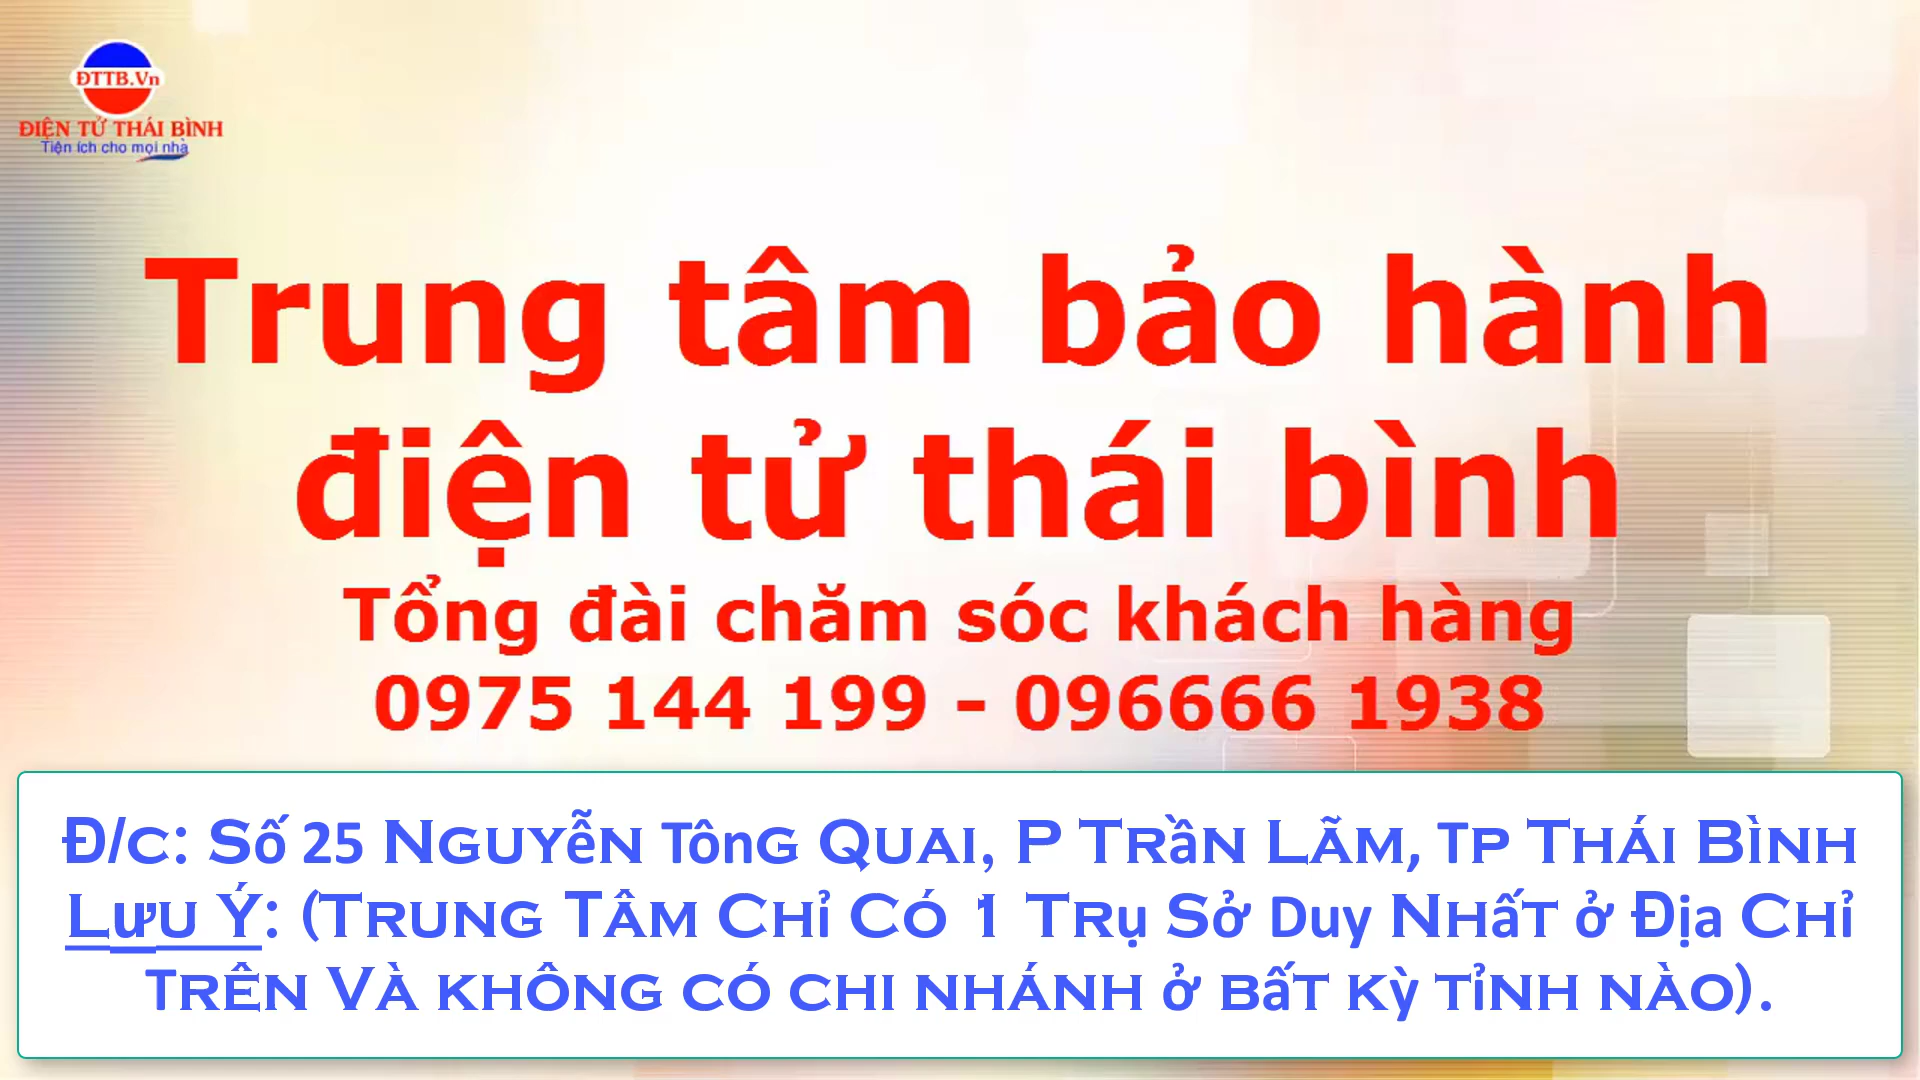 ĐTTB.Vn
ĐIỆN TỬ THÁI BÌNH
Tiện ích cho mọi nhà
Trung tâm bảo hành
điện tử thái bình
Tổng đài chăm sóc khách hàng
0975 144 199 - 096666 1938
Đ/c: Số 25 Nguyễn Tông Quai, P Trần Lãm, Tp Thái Bình
Lưu Ý: (Trung Tâm Chỉ Có 1 Trụ Sở Duy Nhất ở Địa Chỉ
Trên Và không có chi nhánh ở bất kỳ tỉnh nào).